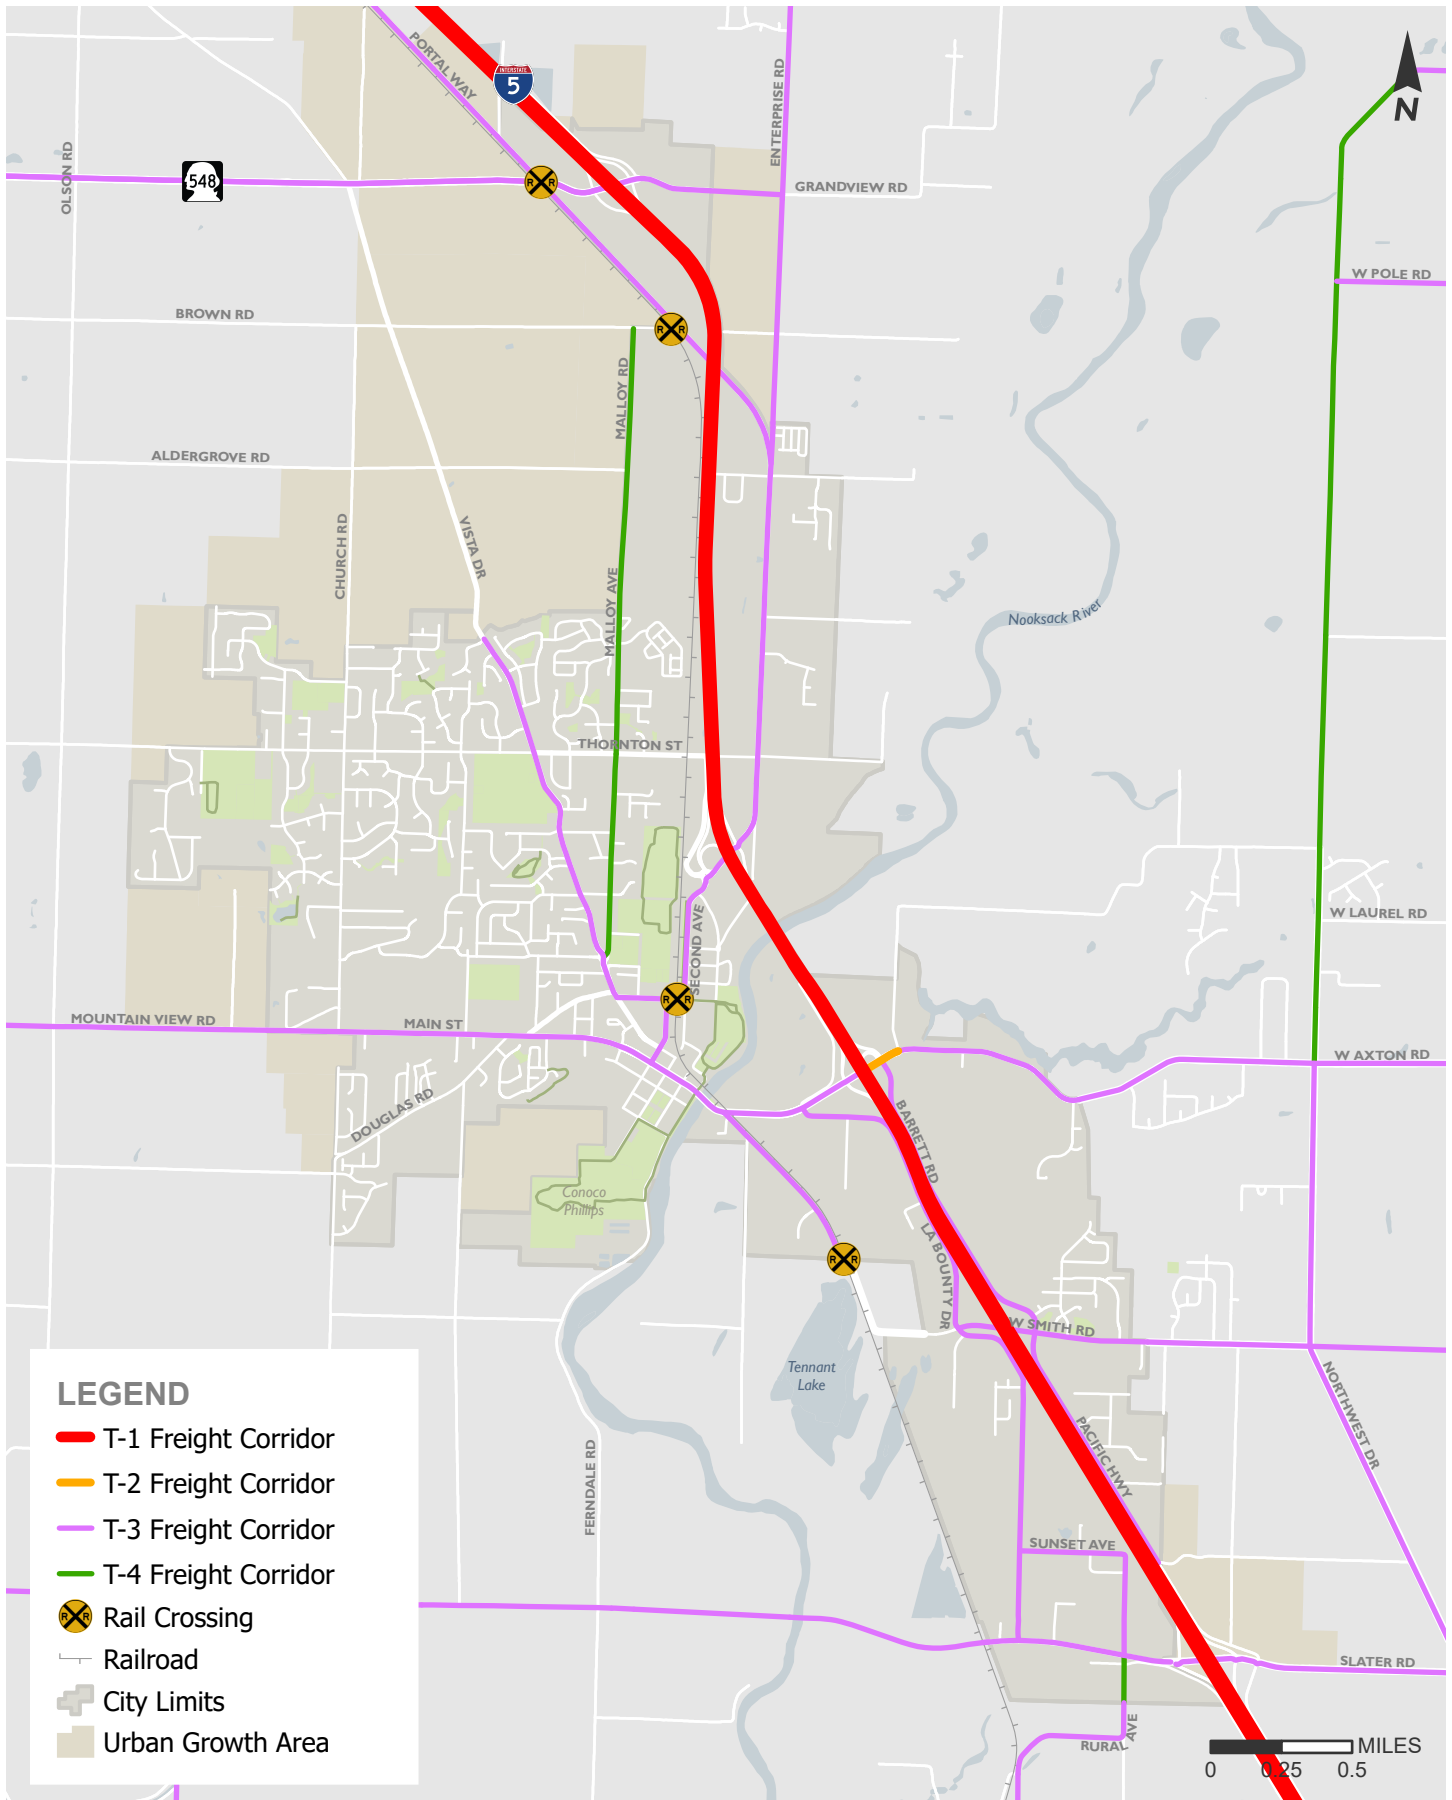 PORTAL WAY
INTERSTATE
5
ENTERPRISE RD
N
OLSON RD
548
R R
GRANDVIEW RD
W POLE RD
BROWN RD
R R
MALLOY RD
ALDERGROVE RD
CHURCH RD
VISTA DR
MALLOY AVE
Nooksack River
THORNTON ST
SECOND AVE
W LAUREL RD
R R
MOUNTAIN VIEW RD
MAIN ST
W AXTON RD
DOUGLAS RD
BARRETT RD
Conoco
Phillips
LA BOUNTY DR
R R
W SMITH RD
Tennant
Lake
NORTHWEST DR
PACIFIC HWY
FERNDALE RD
SUNSET AVE
SLATER RD
RURAL AVE
LEGEND
T-1 Freight Corridor
T-2 Freight Corridor
T-3 Freight Corridor
T-4 Freight Corridor
R R
Rail Crossing
Railroad
City Limits
Urban Growth Area
MILES
0 0.25 0.5